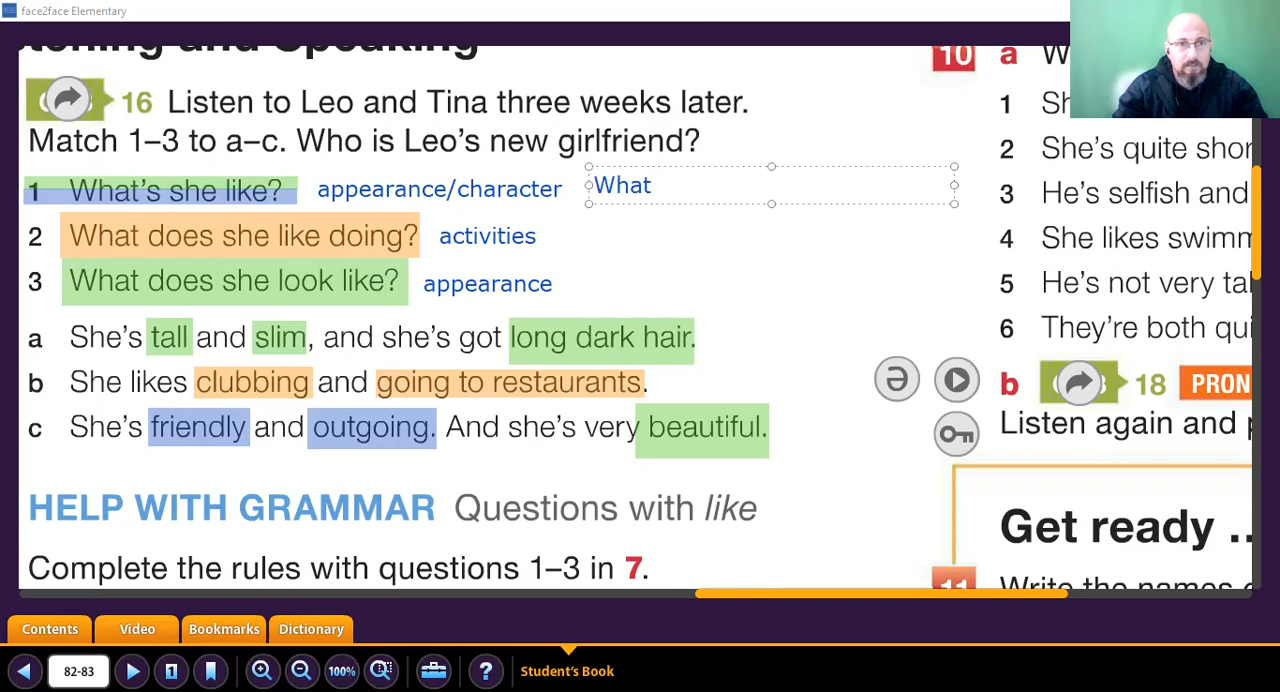 face2face Elementary
16 Listen to Leo and Tina three weeks later.
Match 1–3 to a–c. Who is Leo's new girlfriend?
1 What's she like? appearance/character What
2 What does she like doing? activities
3 What does she look like? appearance
a She's tall and slim, and she's got long dark hair.
b She likes clubbing and going to restaurants.
c She's friendly and outgoing. And she's very beautiful.
HELP WITH GRAMMAR Questions with like
Complete the rules with questions 1–3 in 7.
10 a
1
2 She's quite
3 He's selfish and
4 She likes
5 He's not very
6 They're both
b 18
Listen again and
Get ready ...
11 Write the names
Contents Video Bookmarks Dictionary
82-83 1 100% ? Student's Book